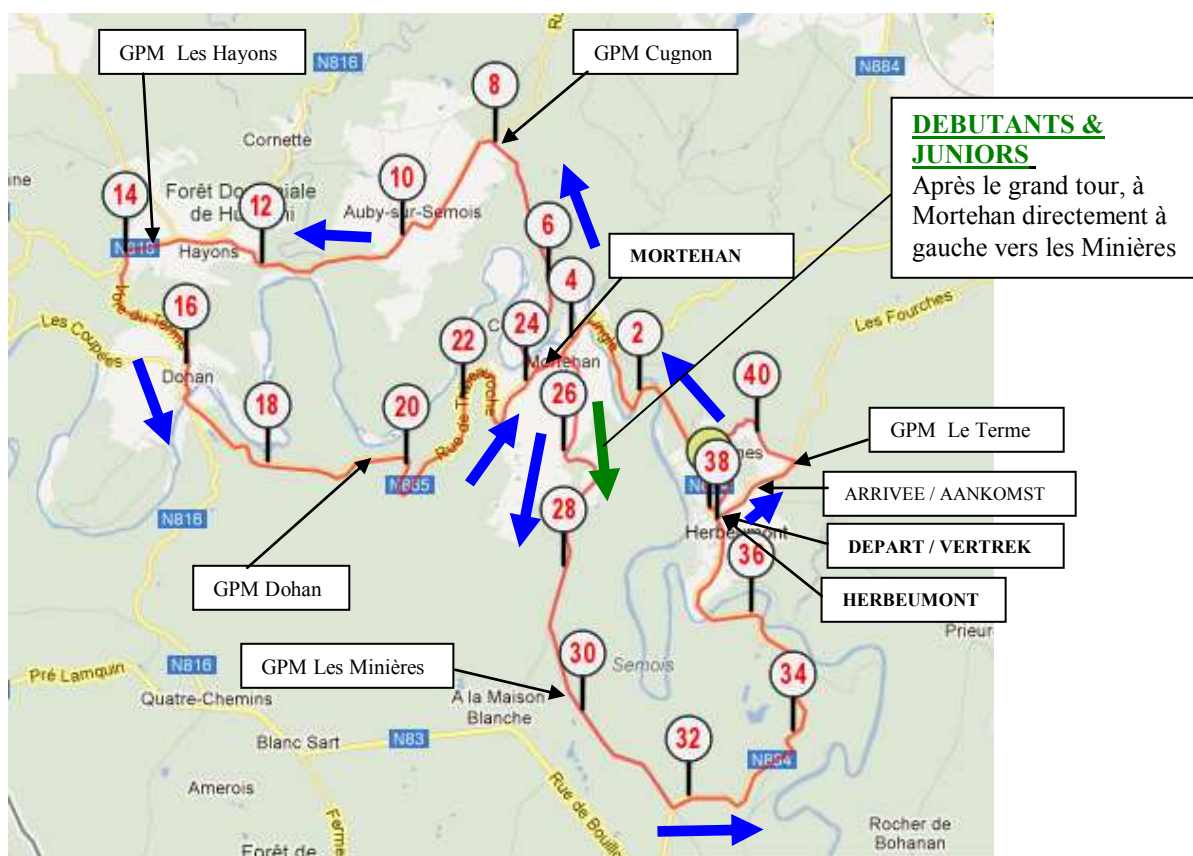 GPM Les Hayons
GPM Cugnon
N816
N884
DEBUTANTS &
JUNIORS
Après le grand tour, à
Mortehan directement à
gauche vers les Minières
8
Cornette
14
10
12
Auby-sur-Semois
Hayons
6
MORTEHAN
4
16
Les Coupées
Dohan
22
24
Mortehan
2
Les Fourches
40
18
20
26
38
GPM Le Terme
ARRIVEE / AANKOMST
N816
28
Herbeumont
DEPART / VERTREK
36
HERBEUMONT
GPM Dohan
Prieur
GPM Les Minières
30
Semois
34
Pré Lamquin
N816
Quatre-Chemins
A la Maison
Blanche
Blanc Sart
N83
32
N884
Amerois
Rue de Bouillon
Ferme
Rocher de
Bohanan
Forêt de